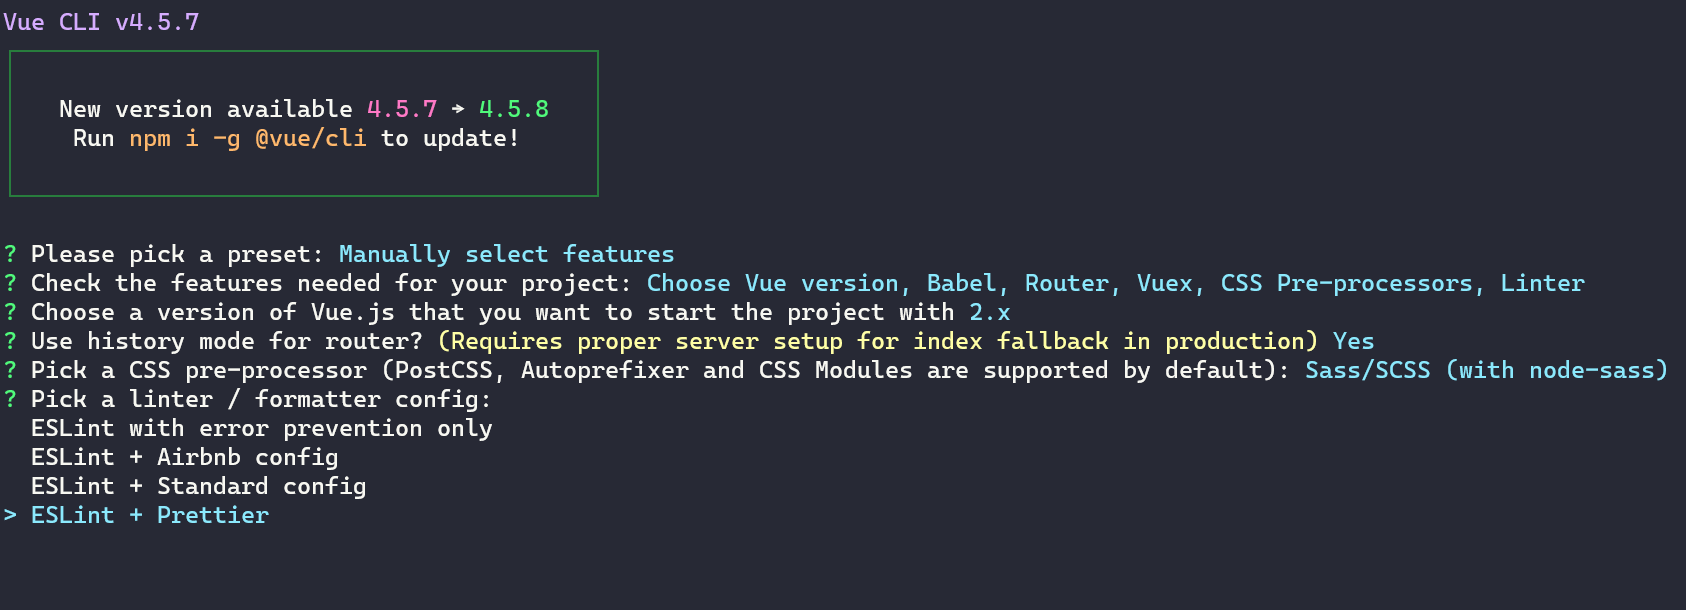 Vue CLI v4.5.7
New version available 4.5.7 → 4.5.8
Run npm i -g @vue/cli to update!
? Please pick a preset: Manually select features
? Check the features needed for your project: Choose Vue version, Babel, Router, Vuex, CSS Pre-processors, Linter
? Choose a version of Vue.js that you want to start the project with 2.x
? Use history mode for router? (Requires proper server setup for index fallback in production) Yes
? Pick a CSS pre-processor (PostCSS, Autoprefixer and CSS Modules are supported by default): Sass/SCSS (with node-sass)
? Pick a linter / formatter config:
ESLint with error prevention only
ESLint + Airbnb config
ESLint + Standard config
> ESLint + Prettier